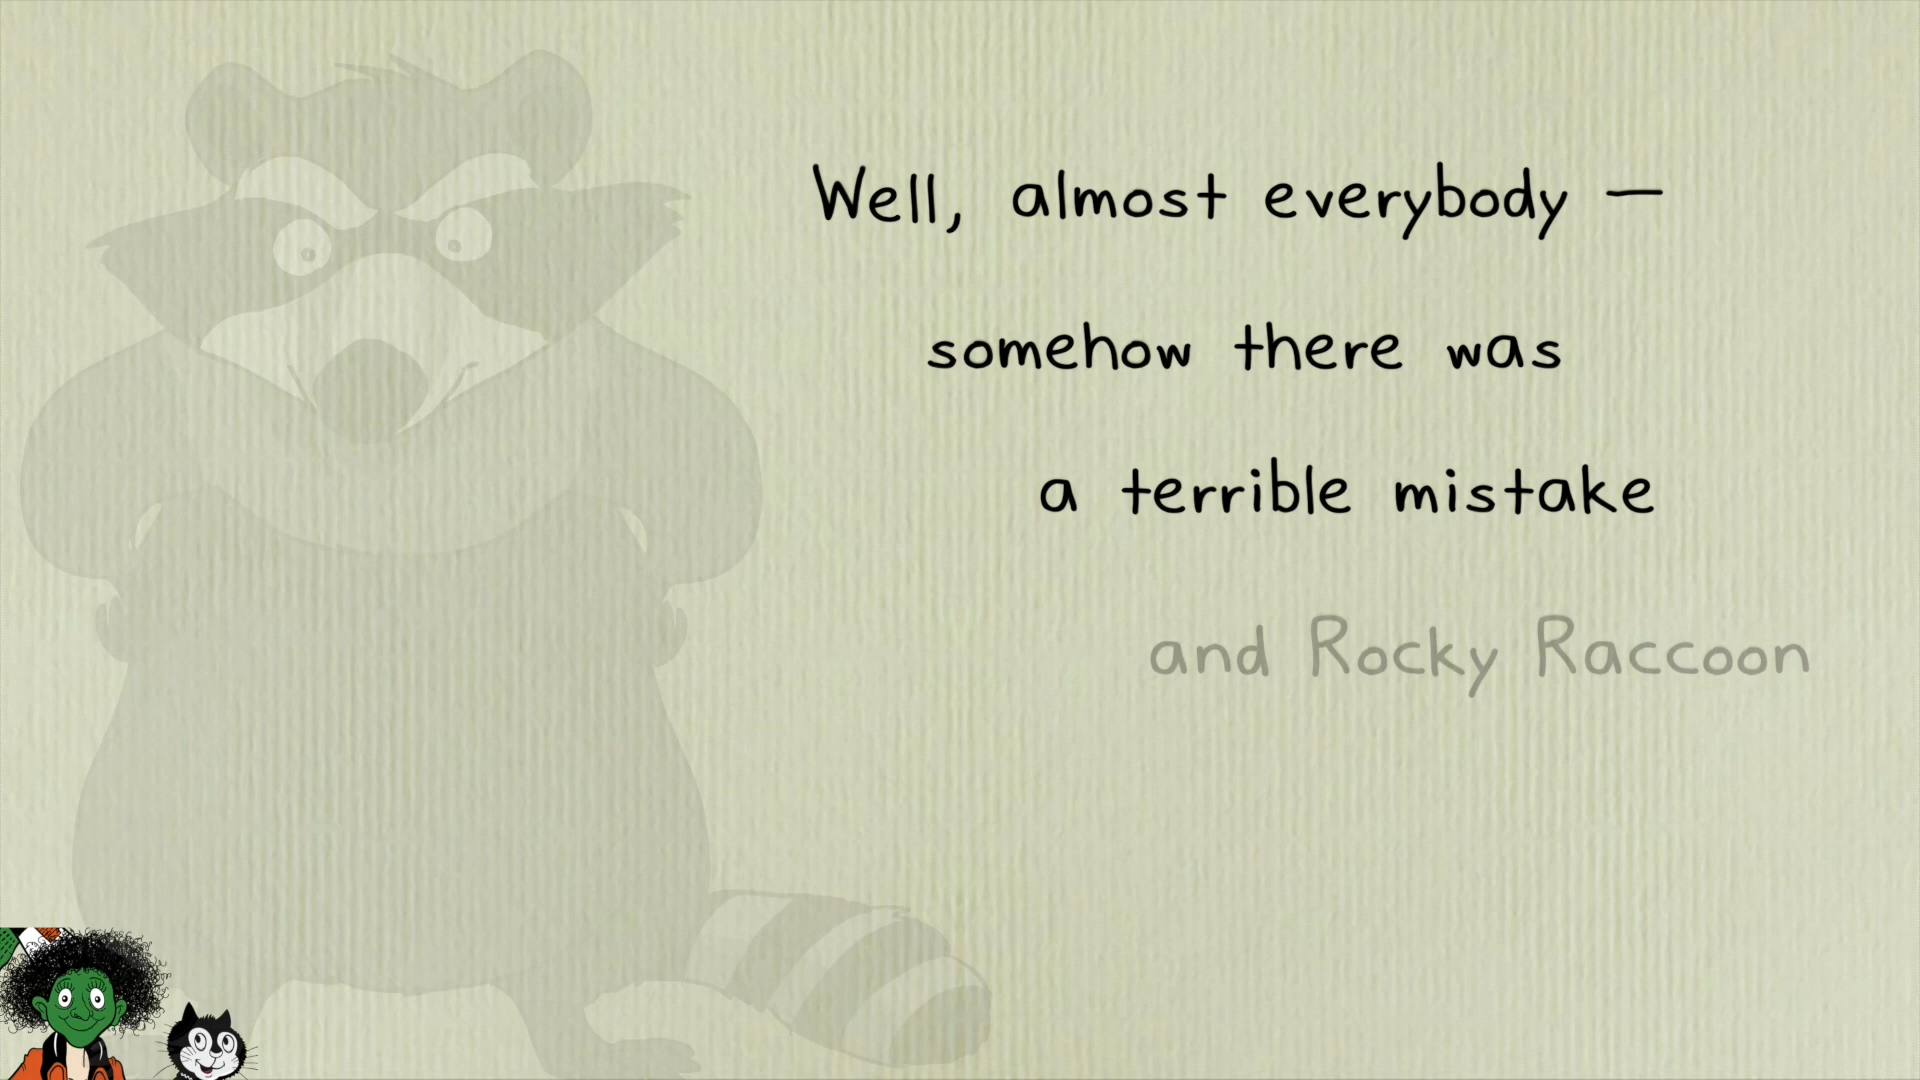 Well, almost everybody —
somehow there was
a terrible mistake
and Rocky Raccoon